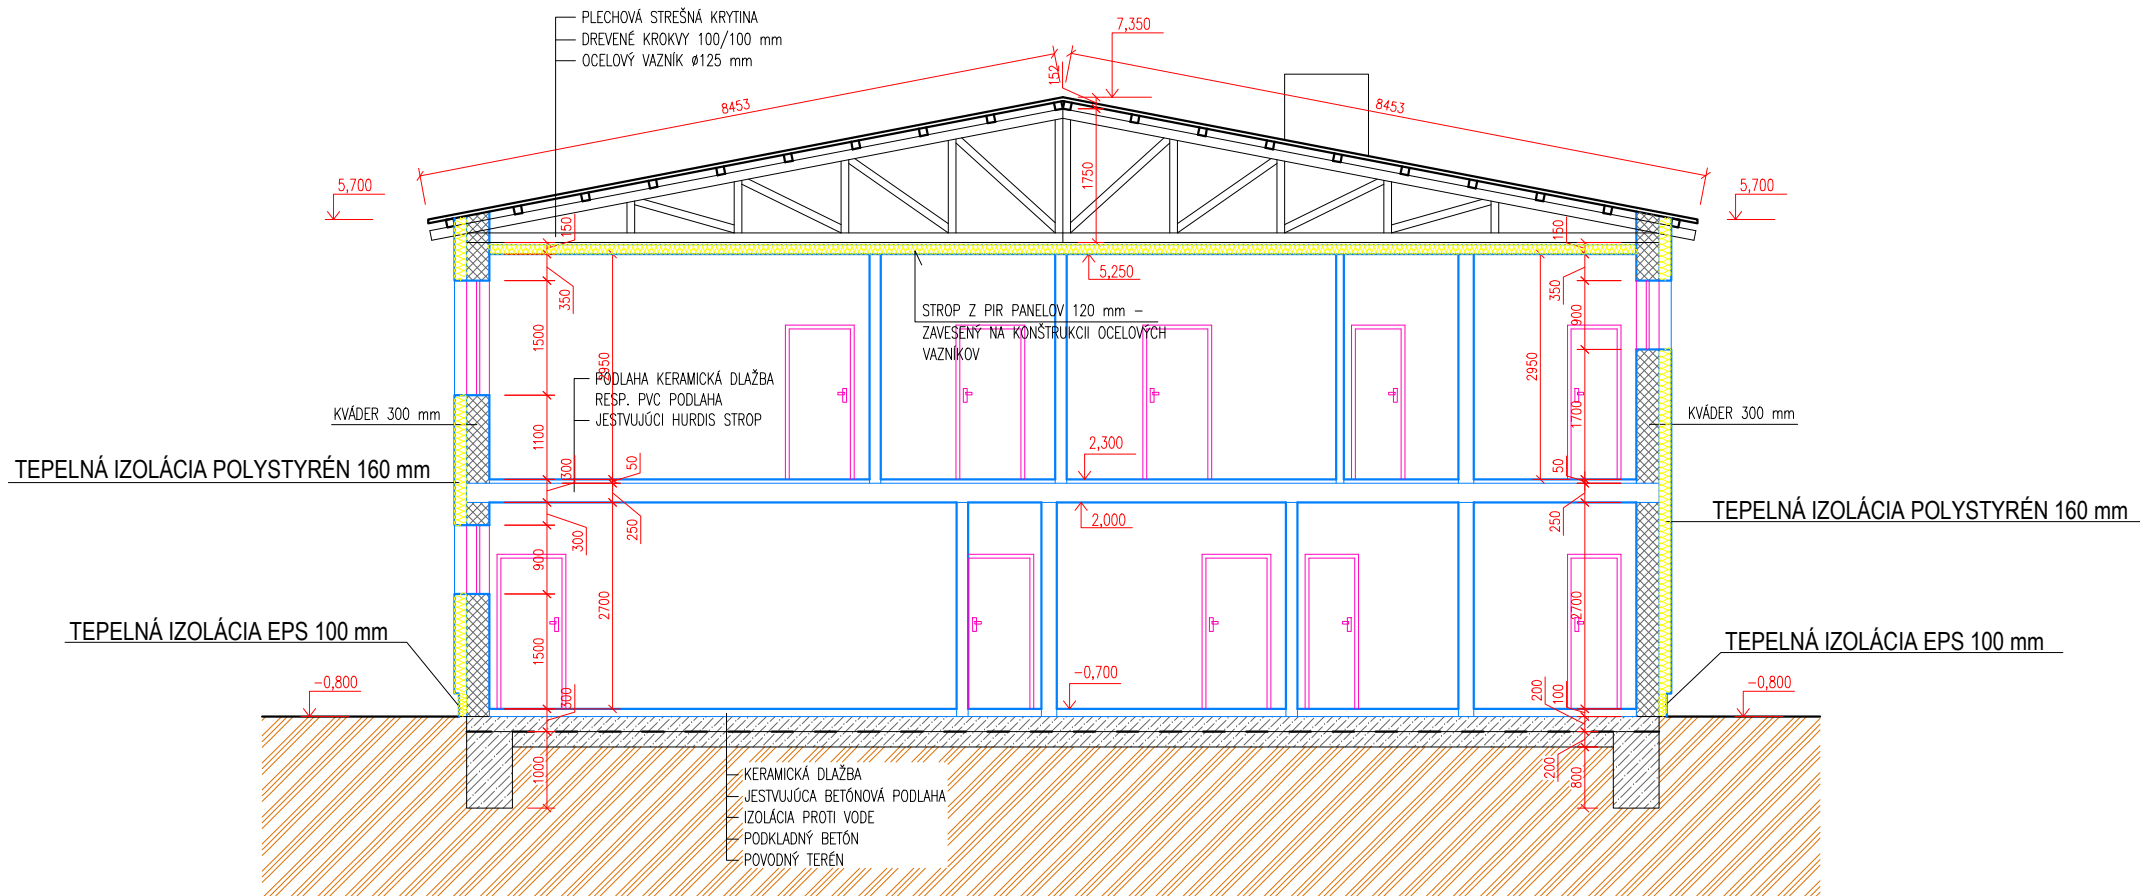 PLECHOVÁ STREŠNÁ KRYTINA
DREVENÉ KROKVY 100/100 mm
OCELOVÝ VAZNÍK Ø125 mm
7,350
152
8453
8453
5,700
5,700
1750
150
150
5,250
350
350
1500
900
2950
2950
STROP Z PIR PANELOV 120 mm –
ZAVESENÝ NA KONŠTRUKCII OCELOVÝCH
VAZNÍKOV
PODLAHA KERAMICKÁ DLAŽBA
RESP. PVC PODLAHA
JESTVUJÚCI HURDIS STROP
KVÁDER 300 mm
KVÁDER 300 mm
1100
1700
2,300
TEPELNÁ IZOLÁCIA POLYSTYRÉN 160 mm
300
50
50
TEPELNÁ IZOLÁCIA POLYSTYRÉN 160 mm
2,000
300
250
250
900
2700
2700
1500
TEPELNÁ IZOLÁCIA EPS 100 mm
TEPELNÁ IZOLÁCIA EPS 100 mm
-0,800
-0,700
-0,800
300
200
100
1000
200
800
KERAMICKÁ DLAŽBA
JESTVUJÚCA BETÓNOVÁ PODLAHA
IZOLÁCIA PROTI VODE
PODKLADNÝ BETÓN
POVODNÝ TERÉN